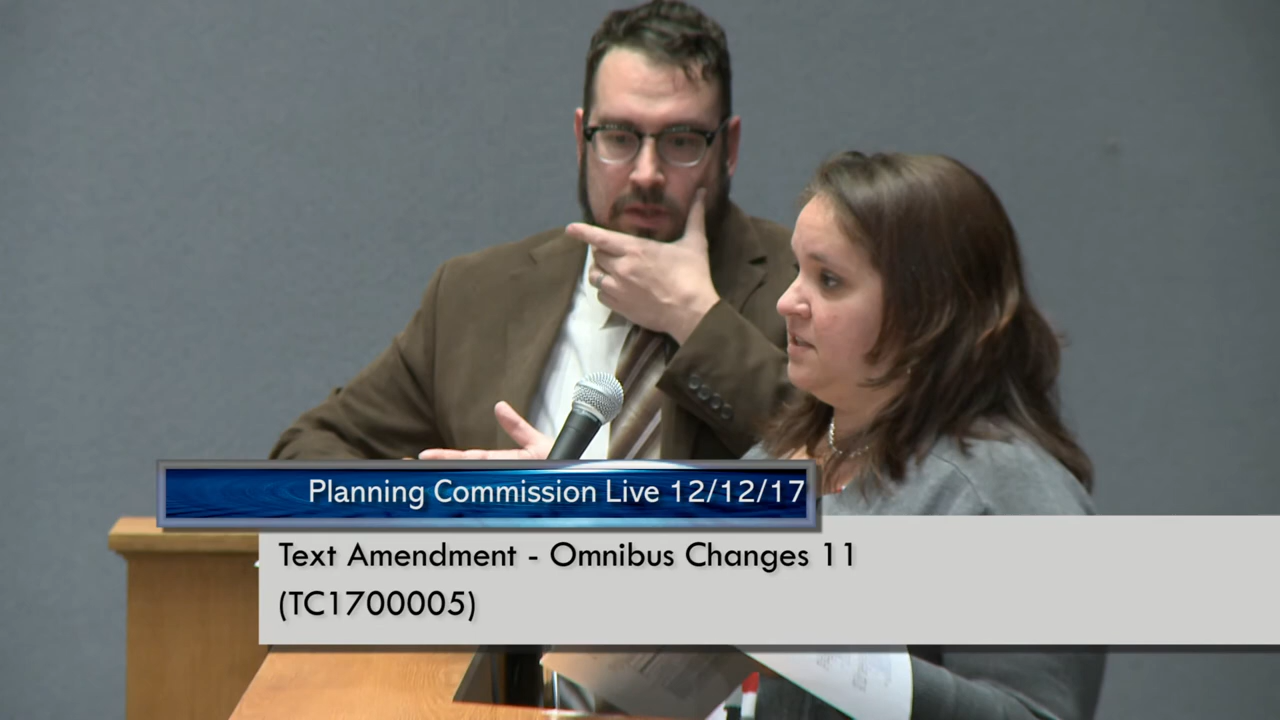 Planning Commission Live 12/12/17
Text Amendment - Omnibus Changes 11
(TC1700005)